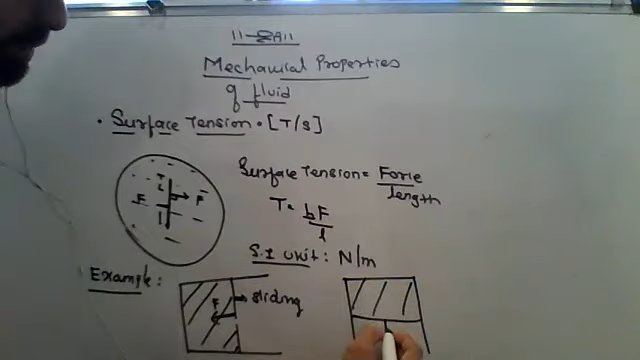 Mechanical Properties
of fluid
• Surface Tension • [T/S]
Surface Tension = Force
length
T = F
l
S.I unit : N/m
T
F F
l
Example :
F sliding